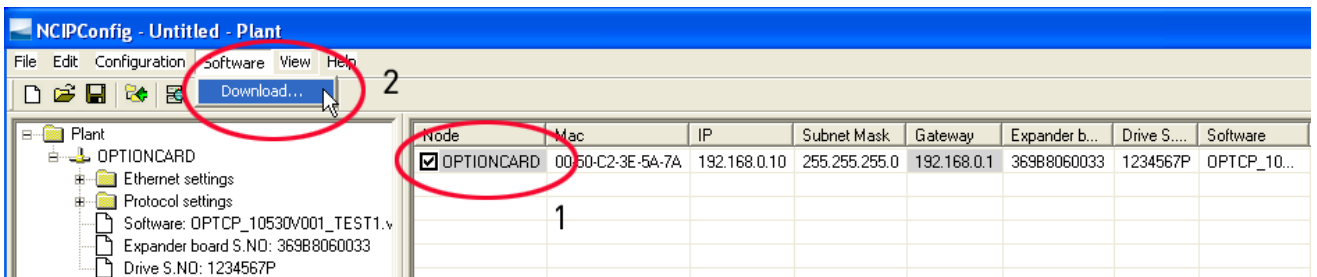 NCIPConfig - Untitled - Plant
File Edit Configuration Software View Help
Download...
2
Plant
OPTIONCARD
Ethernet settings
Protocol settings
Software: OPTCP_10530V001_TEST1.v
Expander board S.NO: 369B8060033
Drive S.NO: 1234567P
Node Mac IP Subnet Mask Gateway Expander b... Drive S.... Software
OPTIONCARD 00-50-C2-3E-5A-7A 192.168.0.10 255.255.255.0 192.168.0.1 369B8060033 1234567P OPTCP_10...
1